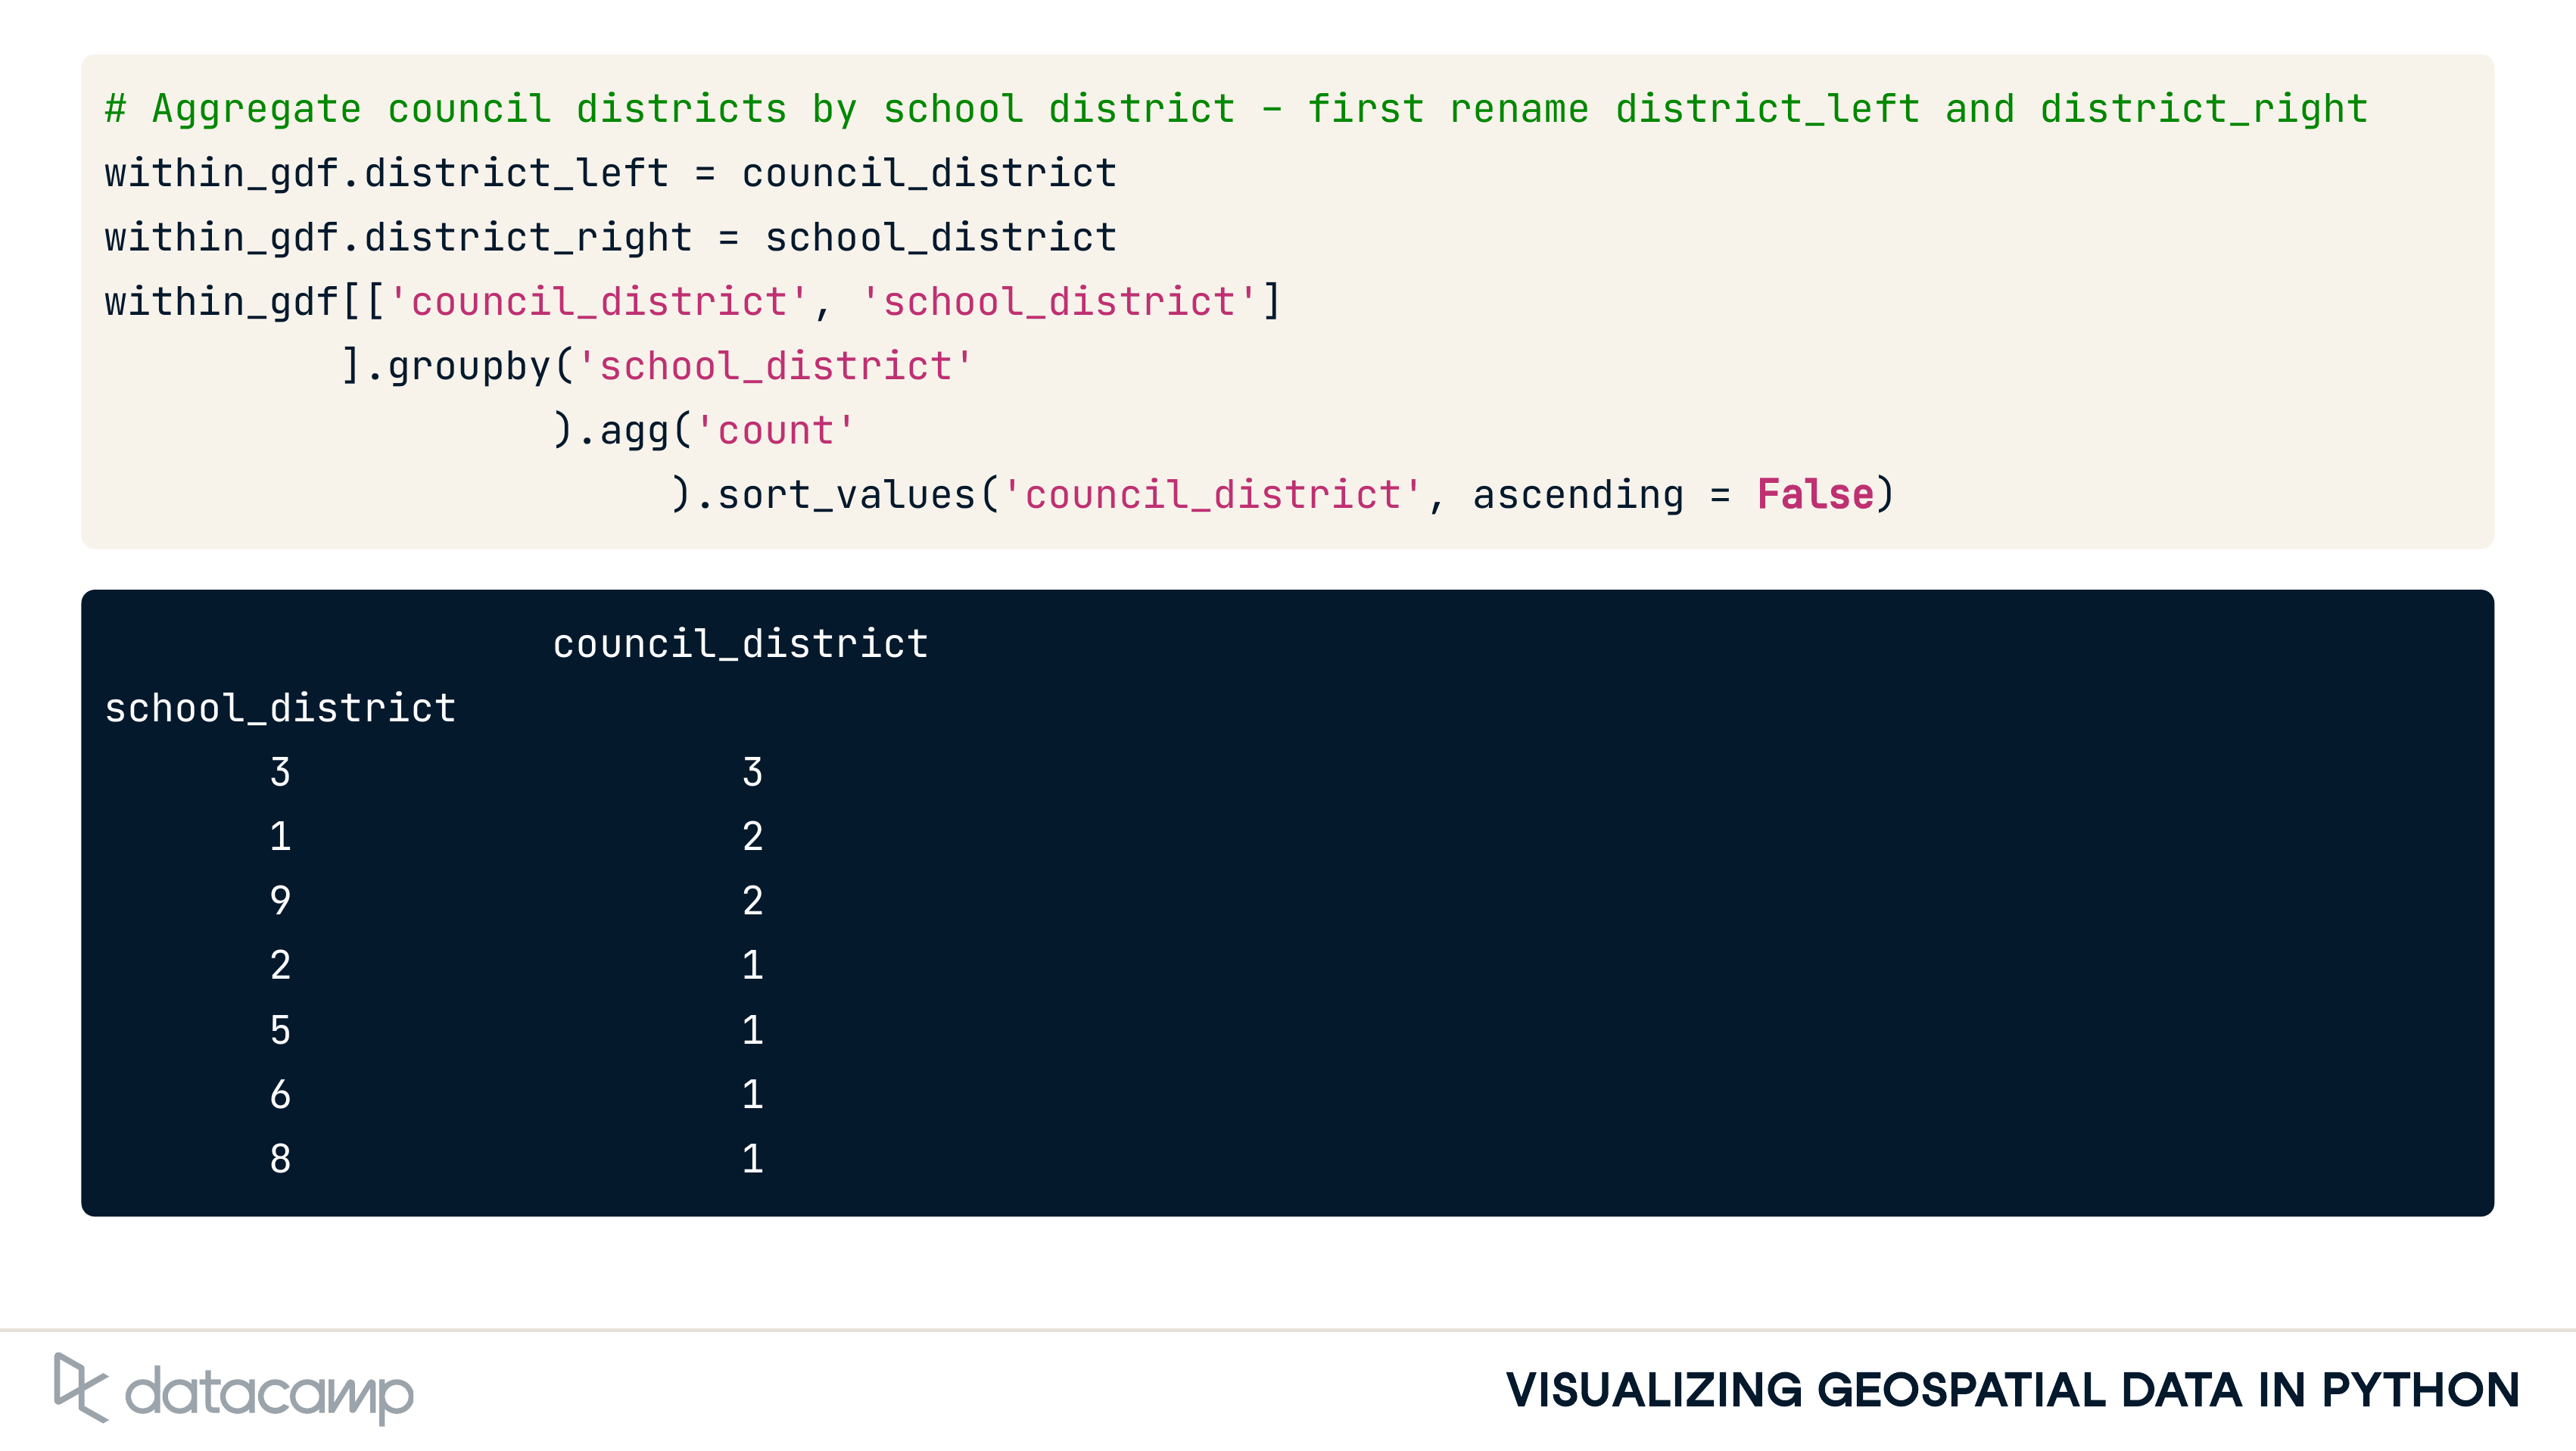 # Aggregate council districts by school district - first rename district_left and district_right
within_gdf.district_left = council_district
within_gdf.district_right = school_district
within_gdf[['council_district', 'school_district']
].groupby('school_district'
).agg('count'
).sort_values('council_district', ascending = False)
council_district
school_district
3 3
1 2
9 2
2 1
5 1
6 1
8 1
datacamp
VISUALIZING GEOSPATIAL DATA IN PYTHON